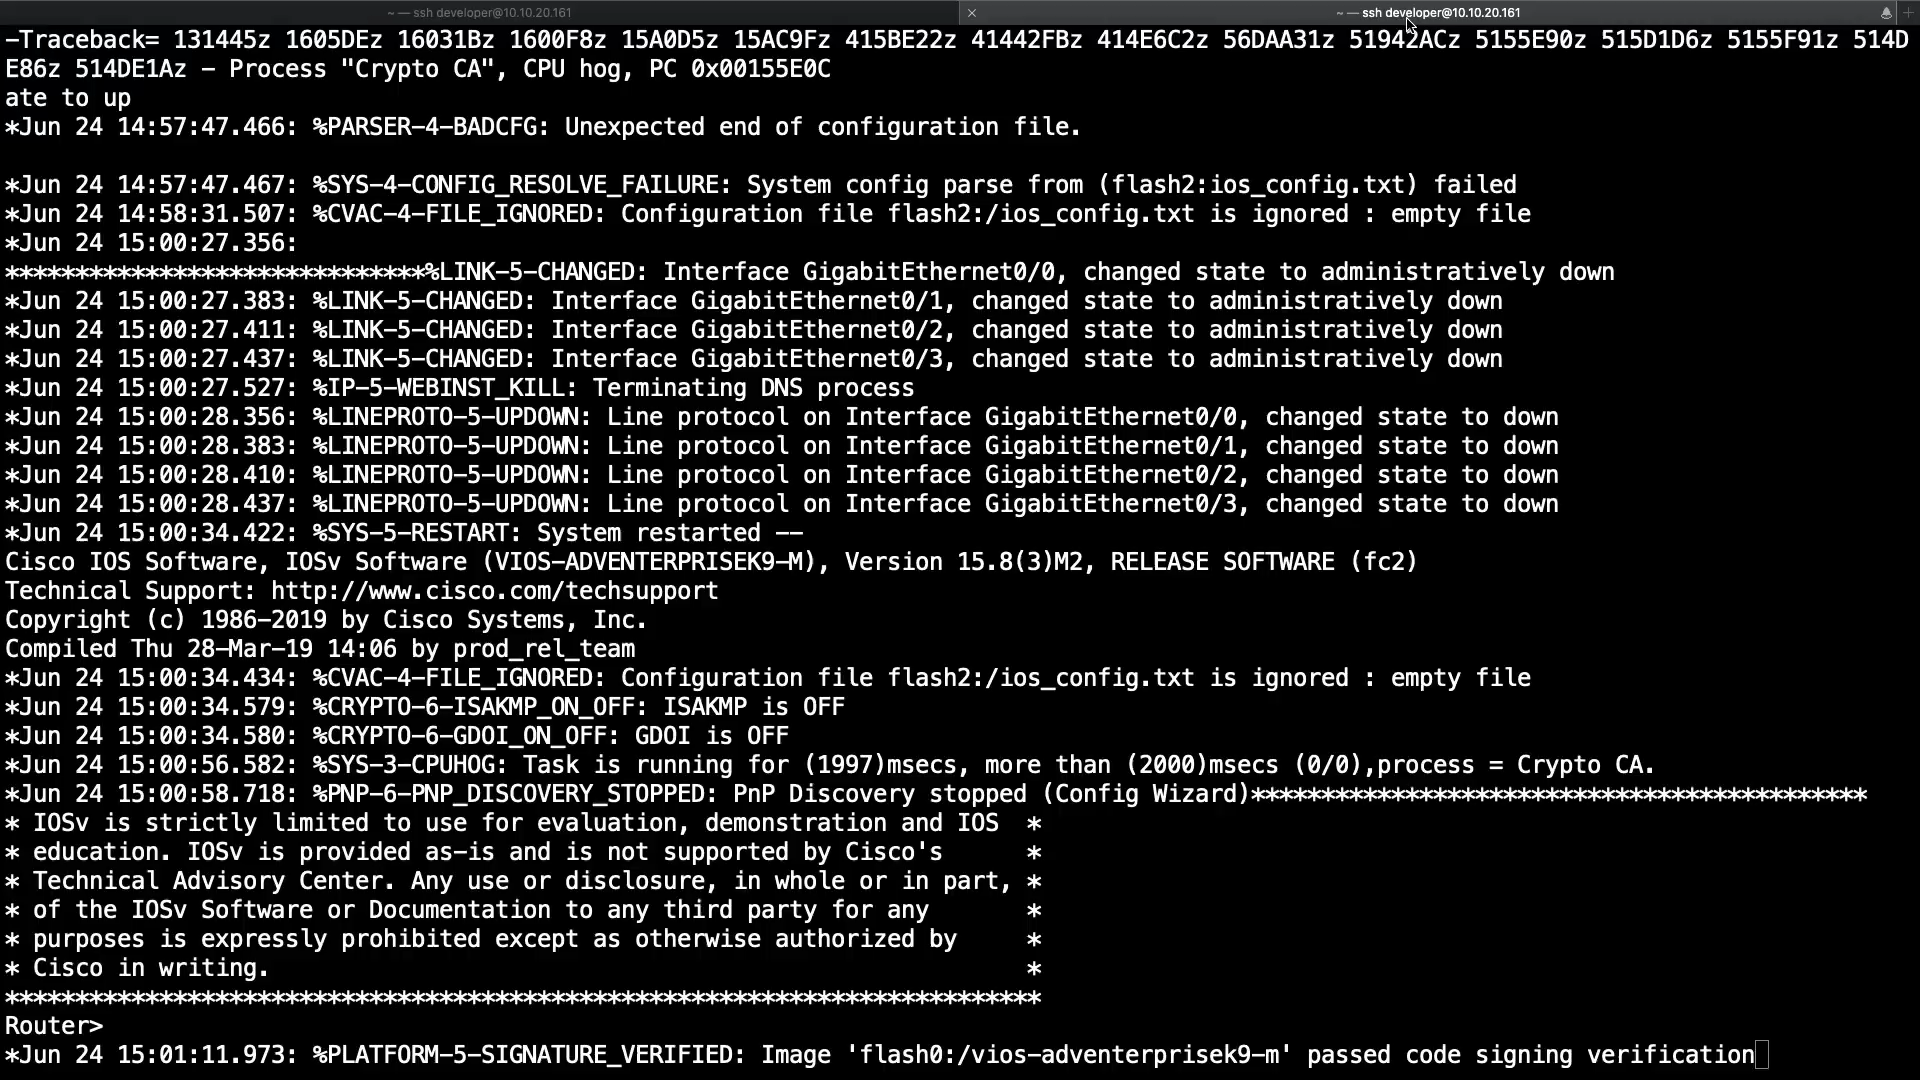 ~ — ssh developer@10.10.20.161
~ — ssh developer@10.10.20.161
-Traceback= 131445z 1605DEz 16031Bz 1600F8z 15A0D5z 15AC9Fz 415BE22z 41442FBz 414E6C2z 56DAA31z 51942ACz 5155E90z 515D1D6z 5155F91z 514D
E86z 514DE1Az - Process "Crypto CA", CPU hog, PC 0x00155E0C
ate to up
*Jun 24 14:57:47.466: %PARSER-4-BADCFG: Unexpected end of configuration file.
*Jun 24 14:57:47.467: %SYS-4-CONFIG_RESOLVE_FAILURE: System config parse from (flash2:ios_config.txt) failed
*Jun 24 14:58:31.507: %CVAC-4-FILE_IGNORED: Configuration file flash2:/ios_config.txt is ignored : empty file
*Jun 24 15:00:27.356:
******************************%LINK-5-CHANGED: Interface GigabitEthernet0/0, changed state to administratively down
*Jun 24 15:00:27.383: %LINK-5-CHANGED: Interface GigabitEthernet0/1, changed state to administratively down
*Jun 24 15:00:27.411: %LINK-5-CHANGED: Interface GigabitEthernet0/2, changed state to administratively down
*Jun 24 15:00:27.437: %LINK-5-CHANGED: Interface GigabitEthernet0/3, changed state to administratively down
*Jun 24 15:00:27.527: %IP-5-WEBINST_KILL: Terminating DNS process
*Jun 24 15:00:28.356: %LINEPROTO-5-UPDOWN: Line protocol on Interface GigabitEthernet0/0, changed state to down
*Jun 24 15:00:28.383: %LINEPROTO-5-UPDOWN: Line protocol on Interface GigabitEthernet0/1, changed state to down
*Jun 24 15:00:28.410: %LINEPROTO-5-UPDOWN: Line protocol on Interface GigabitEthernet0/2, changed state to down
*Jun 24 15:00:28.437: %LINEPROTO-5-UPDOWN: Line protocol on Interface GigabitEthernet0/3, changed state to down
*Jun 24 15:00:34.422: %SYS-5-RESTART: System restarted --
Cisco IOS Software, IOSv Software (VIOS-ADVENTERPRISEK9-M), Version 15.8(3)M2, RELEASE SOFTWARE (fc2)
Technical Support: http://www.cisco.com/techsupport
Copyright (c) 1986-2019 by Cisco Systems, Inc.
Compiled Thu 28-Mar-19 14:06 by prod_rel_team
*Jun 24 15:00:34.434: %CVAC-4-FILE_IGNORED: Configuration file flash2:/ios_config.txt is ignored : empty file
*Jun 24 15:00:34.579: %CRYPTO-6-ISAKMP_ON_OFF: ISAKMP is OFF
*Jun 24 15:00:34.580: %CRYPTO-6-GDOI_ON_OFF: GDOI is OFF
*Jun 24 15:00:56.582: %SYS-3-CPUHOG: Task is running for (1997)msecs, more than (2000)msecs (0/0),process = Crypto CA.
*Jun 24 15:00:58.718: %PNP-6-PNP_DISCOVERY_STOPPED: PnP Discovery stopped (Config Wizard)********************************************
* IOSv is strictly limited to use for evaluation, demonstration and IOS  *
* education. IOSv is provided as-is and is not supported by Cisco's      *
* Technical Advisory Center. Any use or disclosure, in whole or in part, *
* of the IOSv Software or Documentation to any third party for any       *
* purposes is expressly prohibited except as otherwise authorized by     *
* Cisco in writing.                                                      *
**************************************************************************
Router>
*Jun 24 15:01:11.973: %PLATFORM-5-SIGNATURE_VERIFIED: Image 'flash0:/vios-adventerprisek9-m' passed code signing verification